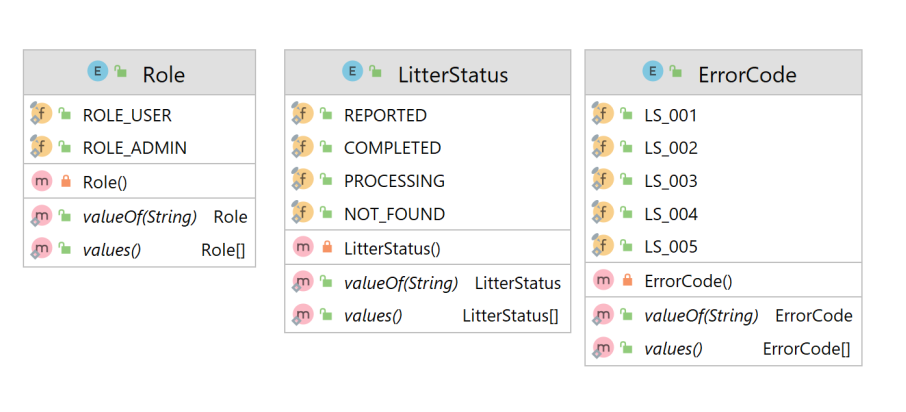 E Role
f ROLE_USER
f ROLE_ADMIN
m Role()
m valueOf(String) Role
m values() Role[]
E LitterStatus
f REPORTED
f COMPLETED
f PROCESSING
f NOT_FOUND
m LitterStatus()
m valueOf(String) LitterStatus
m values() LitterStatus[]
E ErrorCode
f LS_001
f LS_002
f LS_003
f LS_004
f LS_005
m ErrorCode()
m valueOf(String) ErrorCode
m values() ErrorCode[]